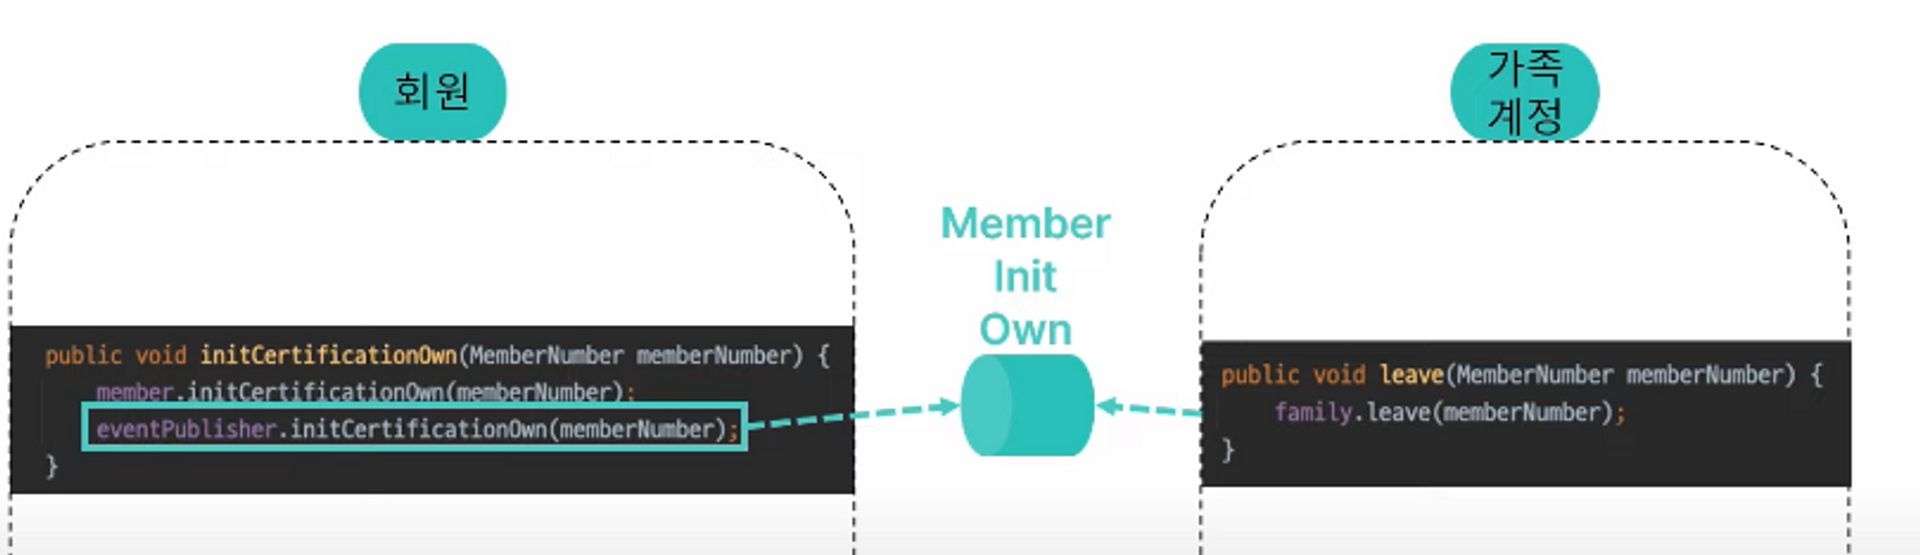 회원
가족
계정
Member
Init
Own
public void initCertificationOwn(MemberNumber memberNumber) {
member.initCertificationOwn(memberNumber);
eventPublisher.initCertificationOwn(memberNumber);
}
public void leave(MemberNumber memberNumber) {
family.leave(memberNumber);
}